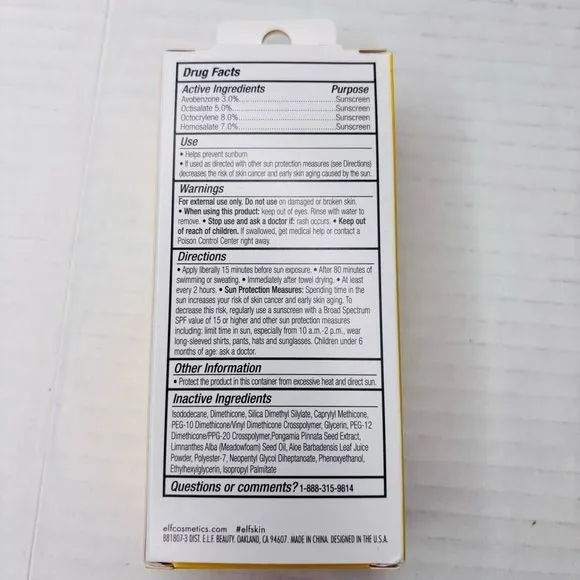 Drug Facts
Active Ingredients Purpose
Avobenzone 3.0%........................Sunscreen
Octisalate 5.0%..........................Sunscreen
Octocrylene 8.0%.......................Sunscreen
Homosalate 7.0%.......................Sunscreen
Use
• Helps prevent sunburn
• If used as directed with other sun protection measures (see Directions)
decreases the risk of skin cancer and early skin aging caused by the sun.
Warnings
For external use only. Do not use on damaged or broken skin.
• When using this product: keep out of eyes. Rinse with water to
remove. • Stop use and ask a doctor if: rash occurs. • Keep out
of reach of children. If swallowed, get medical help or contact a
Poison Control Center right away.
Directions
• Apply liberally 15 minutes before sun exposure. • After 80 minutes of
swimming or sweating. • Immediately after towel drying. • At least
every 2 hours. • Sun Protection Measures: Spending time in the
sun increases your risk of skin cancer and early skin aging. To
decrease this risk, regularly use a sunscreen with a Broad Spectrum
SPF value of 15 or higher and other sun protection measures
including: limit time in sun, especially from 10 a.m.-2 p.m., wear
long-sleeved shirts, pants, hats and sunglasses. Children under 6
months of age: ask a doctor.
Other Information
• Protect the product in this container from excessive heat and direct sun.
Inactive Ingredients
Isododecane, Dimethicone, Silica Dimethyl Silylate, Caprylyl Methicone,
PEG-10 Dimethicone/Vinyl Dimethicone Crosspolymer, Glycerin, PEG-12
Dimethicone/PPG-20 Crosspolymer,Pongamia Pinnata Seed Extract,
Limnanthes Alba (Meadowfoam) Seed Oil, Aloe Barbadensis Leaf Juice
Powder, Polyester-7, Neopentyl Glycol Diheptanoate, Phenoxyethanol,
Ethylhexylglycerin, Isopropyl Palmitate
Questions or comments? 1-888-315-9814
elfcosmetics.com #elfskin
B81807-3 DIST. E.L.F. BEAUTY. OAKLAND, CA 94607. MADE IN CHINA. DESIGNED IN THE U.S.A.